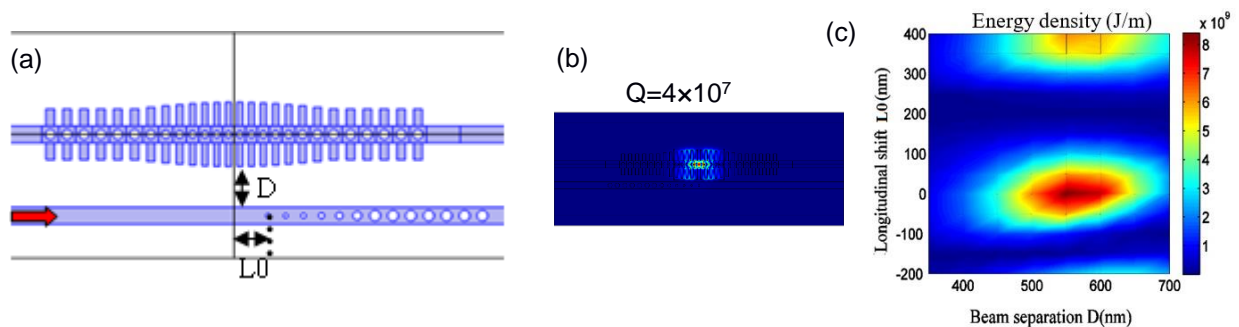 (a)
D
L0
(b)
Q=4×10⁷
(c)
Energy density (J/m)
x 10⁹
Longitudinal shift L0 (nm)
400
300
200
100
0
-100
-200
400
500
600
700
Beam separation D(nm)
8
7
6
5
4
3
2
1